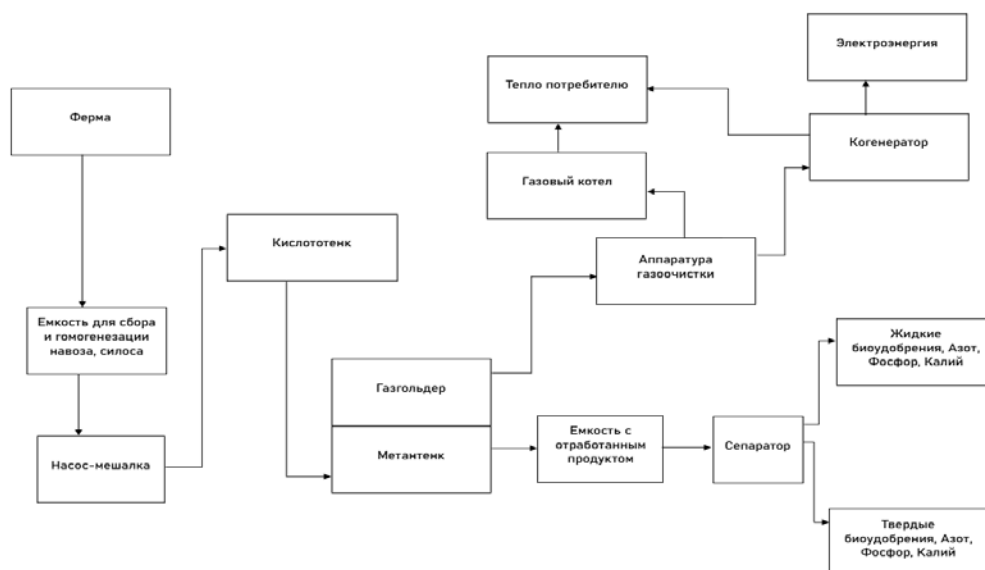 Электроэнергия
Тепло потребителю
Ферма
Когенератор
Газовый котел
Кислототенк
Аппаратура
газоочистки
Емкость для сбора
и гомогенезации
навоза, силоса
Жидкие
биоудобрения, Азот,
Фосфор, Калий
Газгольдер
Емкость с
отработанным
продуктом
Сепаратор
Метантенк
Насос-мешалка
Твердые
биоудобрения, Азот,
Фосфор, Калий